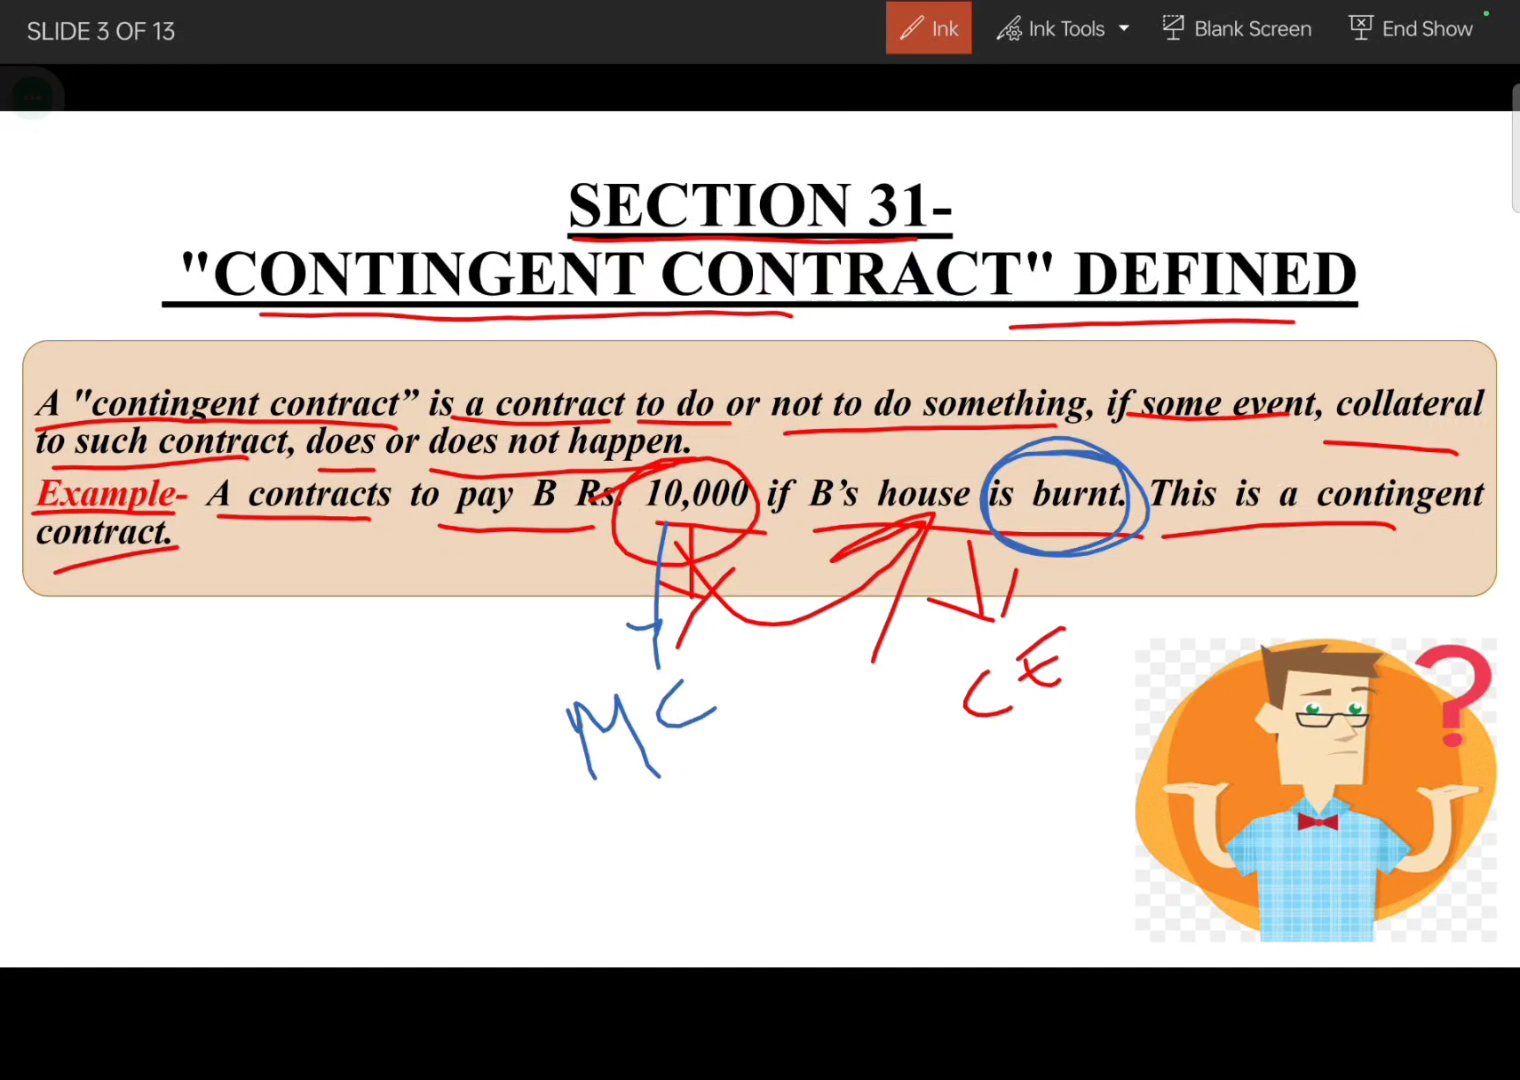 SLIDE 3 OF 13
Ink
Ink Tools
Blank Screen
End Show
SECTION 31-
"CONTINGENT CONTRACT" DEFINED
A "contingent contract” is a contract to do or not to do something, if some event, collateral
to such contract, does or does not happen.
Example- A contracts to pay B Rs. 10,000 if B’s house is burnt. This is a contingent
contract.
MC
CE
?